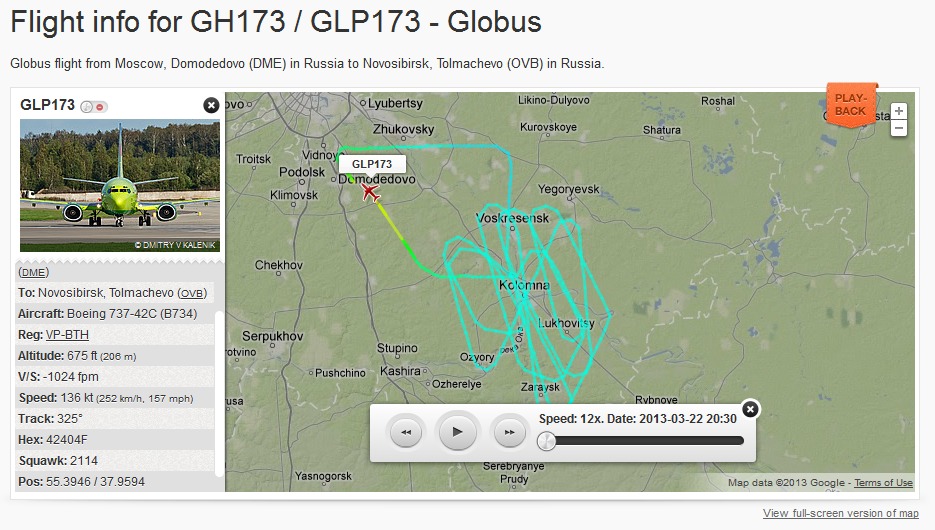 Flight info for GH173 / GLP173 - Globus
Globus flight from Moscow, Domodedovo (DME) in Russia to Novosibirsk, Tolmachevo (OVB) in Russia.
GLP173
© DMITRY V KALENIK
(DME)
To: Novosibirsk, Tolmachevo (OVB)
Aircraft: Boeing 737-42C (B734)
Reg: VP-BTH
Altitude: 675 ft (206 m)
V/S: -1024 fpm
Speed: 136 kt (252 km/h, 157 mph)
Track: 325°
Hex: 42404F
Squawk: 2114
Pos: 55.3946 / 37.9594
ovo
Lyubertsy
Likino-Dulyovo
Roshal
PLAY-
BACK
+
−
Zhukovsky
Kurovskoye
Shatura
Troitsk
Vidnoy
GLP173
Podolsk
Domodedovo
Klimovsk
Yegoryevsk
Voskresensk
Chekhov
Kolomna
Lukhovitsy
Serpukhov
rotvino
Stupino
Ozyory
Pushchino
Kashira
Ozherelye
Zaraysk
rusa
Rybnove
Speed: 12x. Date: 2013-03-22 20:30
Serebryanye
Prudy
Yasnogorsk
Map data ©2013 Google - Terms of Use
View full-screen version of map